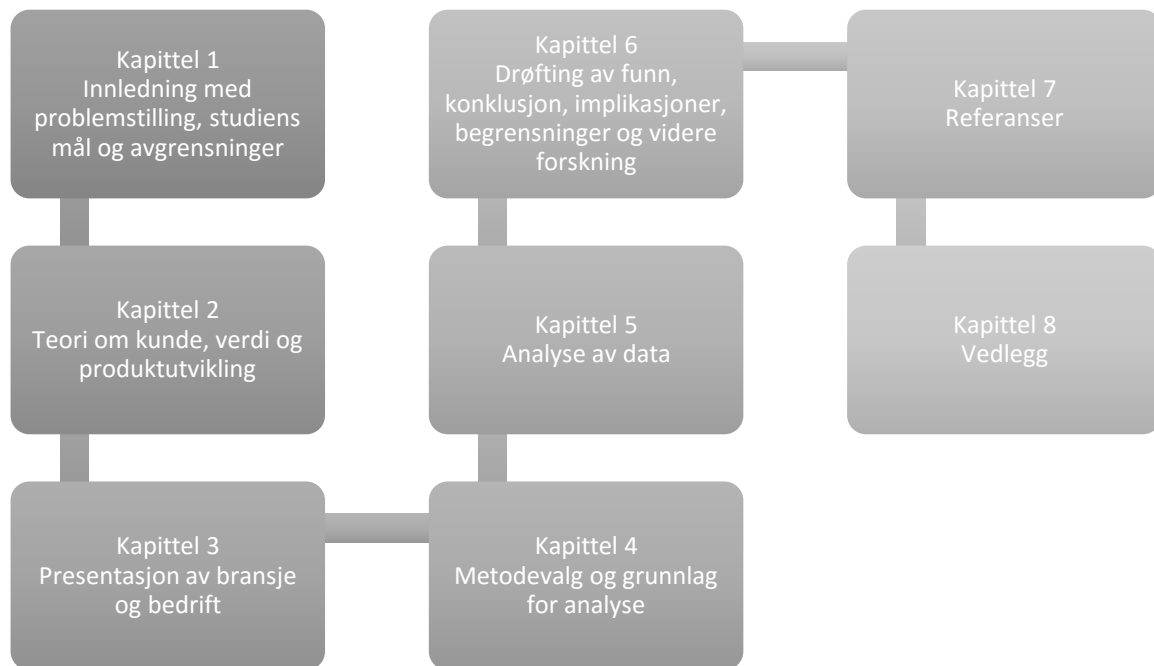 Kapittel 1
Innledning med
problemstilling, studiens
mål og avgrensninger
Kapittel 2
Teori om kunde, verdi og
produktutvikling
Kapittel 3
Presentasjon av bransje
og bedrift
Kapittel 4
Metodevalg og grunnlag
for analyse
Kapittel 5
Analyse av data
Kapittel 6
Drøfting av funn,
konklusjon, implikasjoner,
begrensninger og videre
forskning
Kapittel 7
Referanser
Kapittel 8
Vedlegg